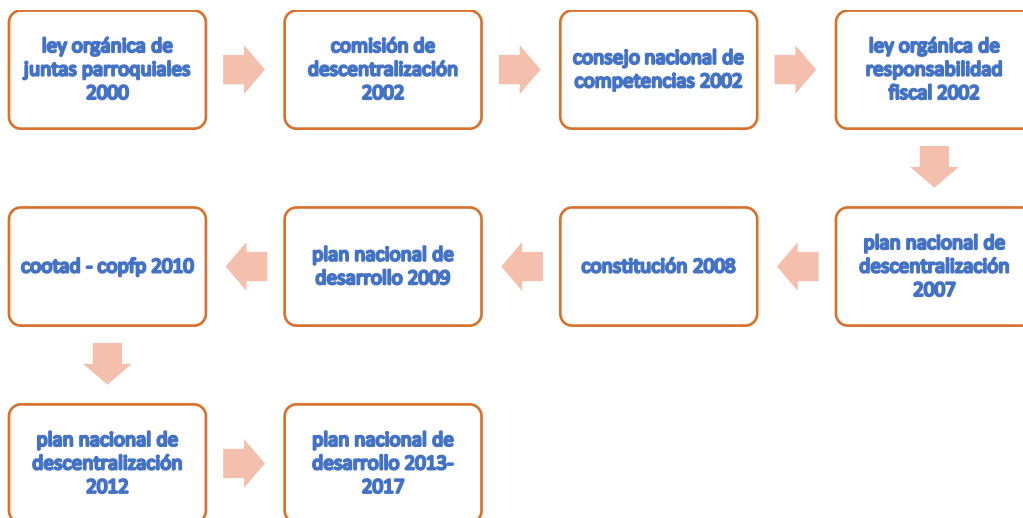 ley orgánica de
juntas parroquiales
2000
comisión de
descentralización
2002
consejo nacional de
competencias 2002
ley orgánica de
responsabilidad
fiscal 2002
plan nacional de
descentralización
2007
constitución 2008
plan nacional de
desarrollo 2009
cootad - copfp 2010
plan nacional de
descentralización
2012
plan nacional de
desarrollo 2013-
2017